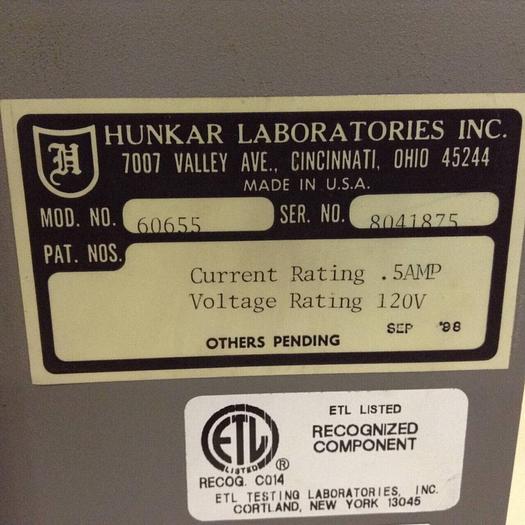 H HUNKAR LABORATORIES INC.
7007 VALLEY AVE., CINCINNATI, OHIO 45244
MADE IN U.S.A.
MOD. NO. 60655 SER. NO. 8041875
PAT. NOS.
Current Rating .5AMP
Voltage Rating 120V
SEP '98
OTHERS PENDING
ETL LISTED
RECOGNIZED
COMPONENT
ETL
LISTED
®
RECOG. C014
ETL TESTING LABORATORIES, INC.
CORTLAND, NEW YORK 13045